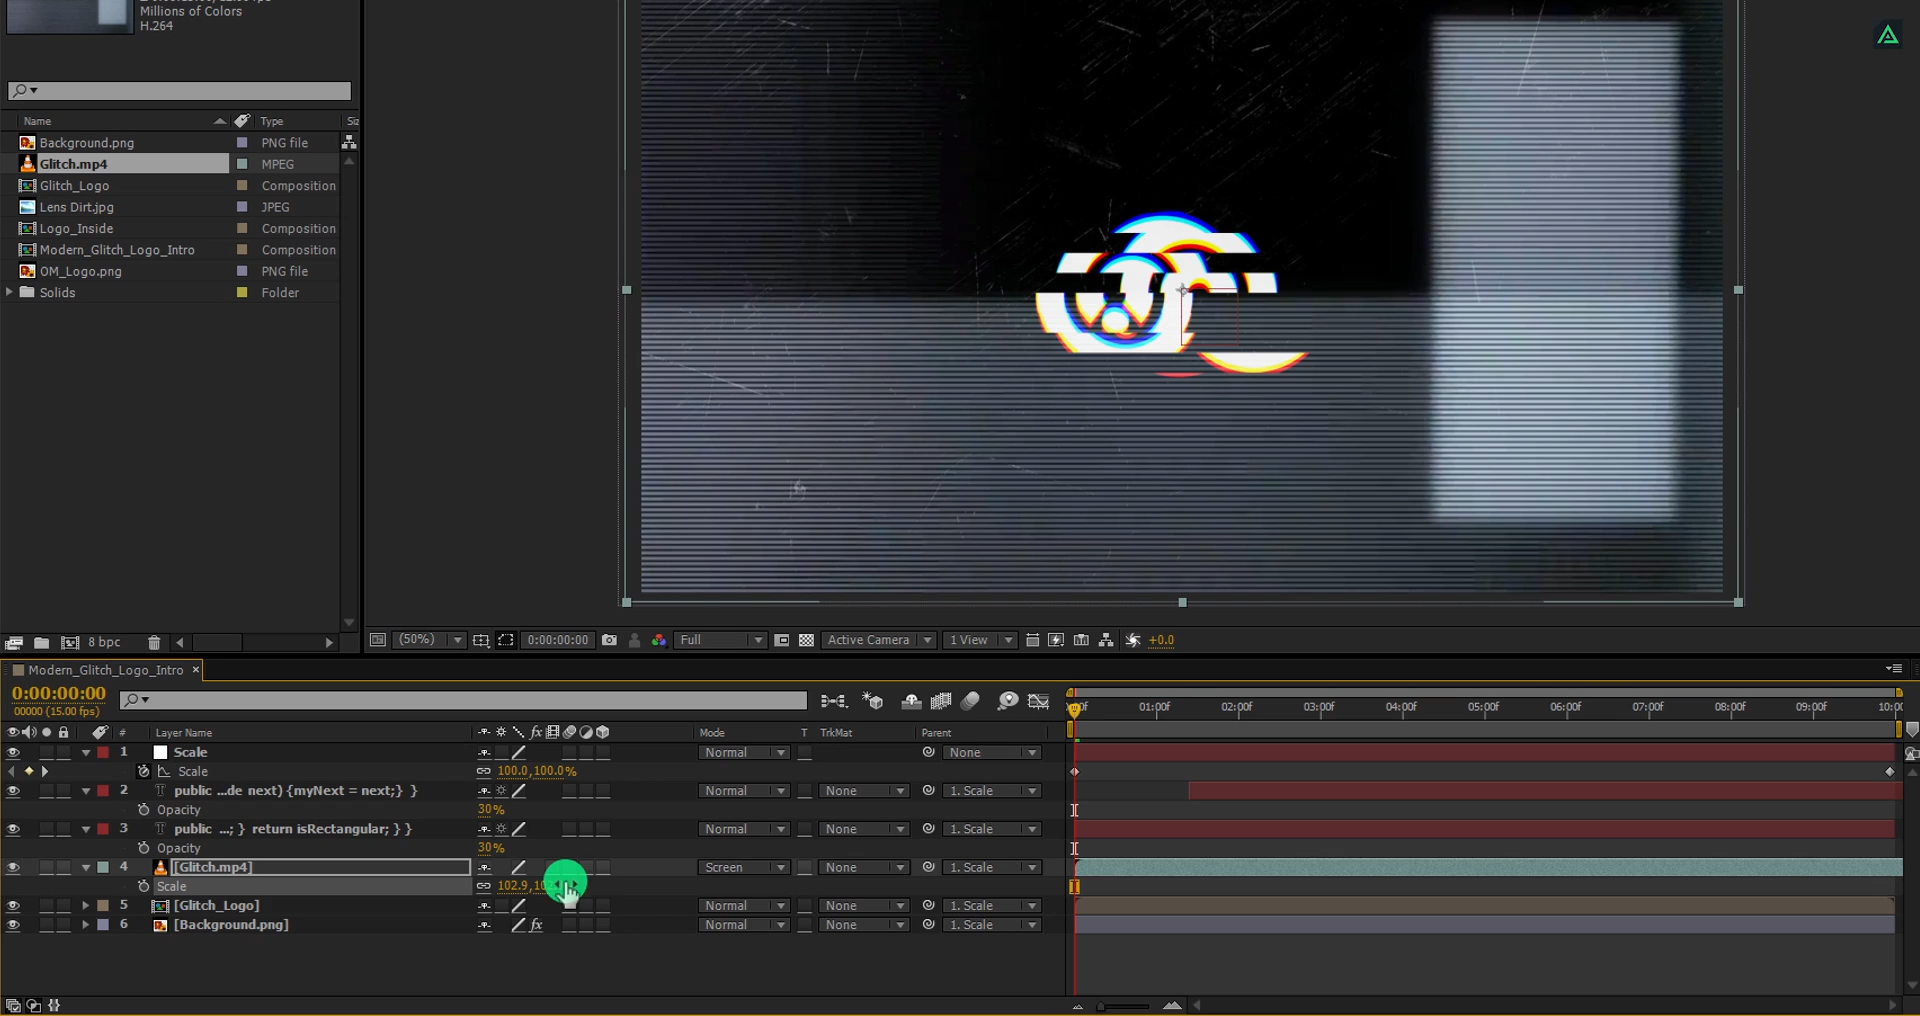 Millions of Colors
H.264
Name Type
Background.png PNG file
Glitch.mp4 MPEG
Glitch_Logo Composition
Lens Dirt.jpg JPEG
Logo_Inside Composition
Modern_Glitch_Logo_Intro Composition
OM_Logo.png PNG file
Solids Folder
8 bpc
(50%) 0:00:00:00 Full Active Camera 1 View +0.0
Modern_Glitch_Logo_Intro ×
0:00:00:00
00000 (15.00 fps)
01:00f 02:00f 03:00f 04:00f 05:00f 06:00f 07:00f 08:00f 09:00f
# Layer Name fx Mode T TrkMat Parent
1 Scale Normal None
Scale 100.0,100.0%
2 T public ...de next) {myNext = next;} } Normal None 1. Scale
Opacity 30%
3 T public ...; } return isRectangular; } } Normal None 1. Scale
Opacity 30%
4 [Glitch.mp4] Screen None 1. Scale
Scale 102.9,
5 [Glitch_Logo] Normal None 1. Scale
6 [Background.png] fx Normal None 1. Scale